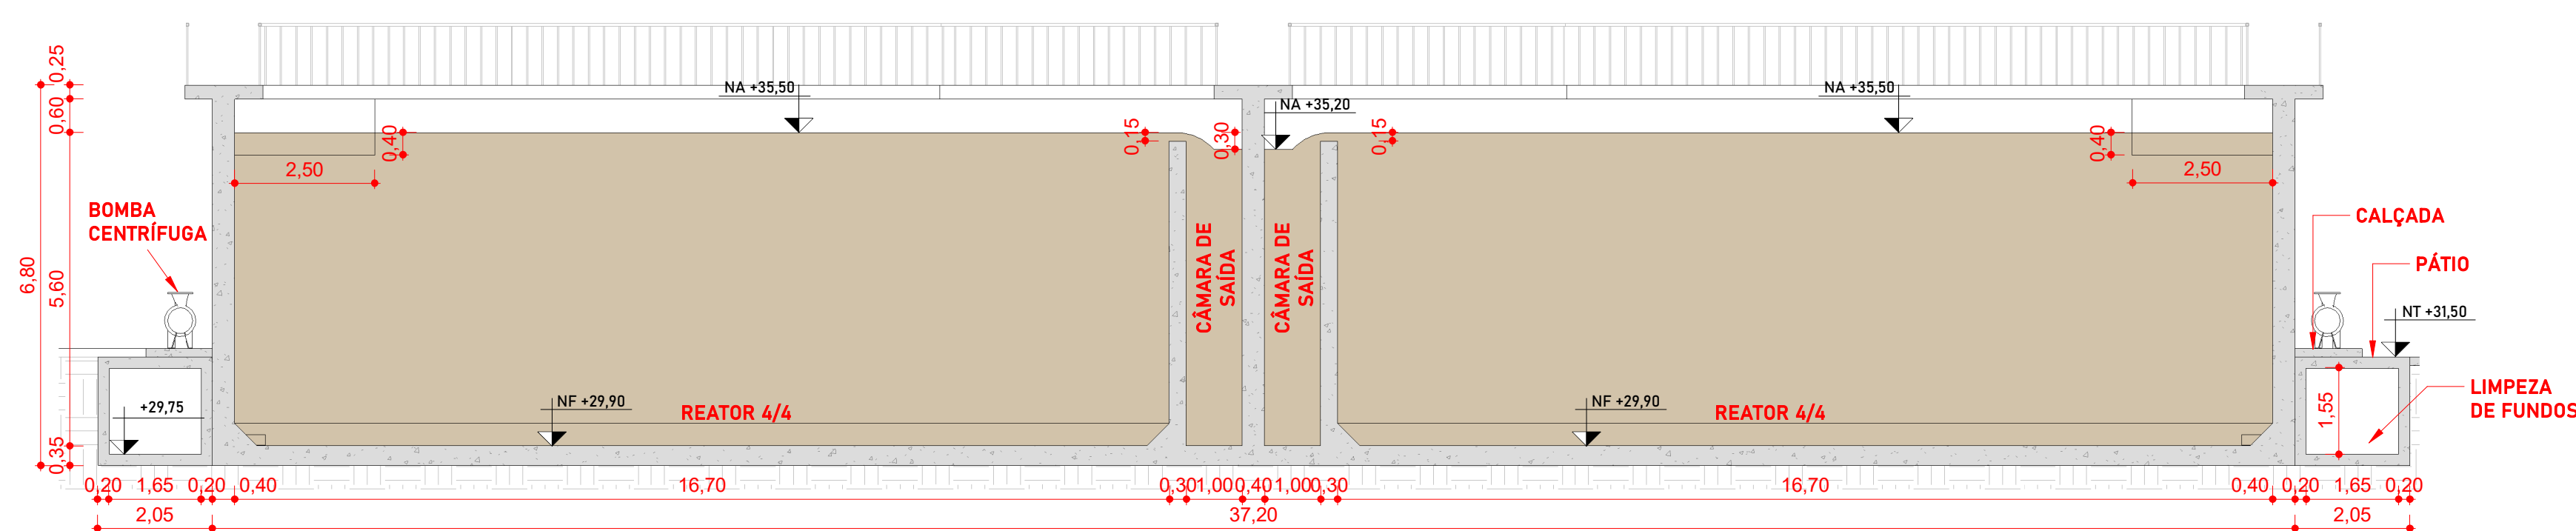 0,25
0,60
6,80
5,60
0,35
NA +35,50
NA +35,50
NA +35,20
0,40
0,15
0,30
0,15
0,40
2,50
2,50
BOMBA
CENTRÍFUGA
CÂMARA DE
SAÍDA
CÂMARA DE
SAÍDA
CALÇADA
PÁTIO
NT +31,50
+29,75
NF +29,90
REATOR 4/4
NF +29,90
REATOR 4/4
1,55
LIMPEZA
DE FUNDOS
0,20 1,65 0,20 0,40 16,70 0,30 1,00 0,40 1,00 0,30 16,70 0,40 0,20 1,65 0,20
2,05 37,20 2,05